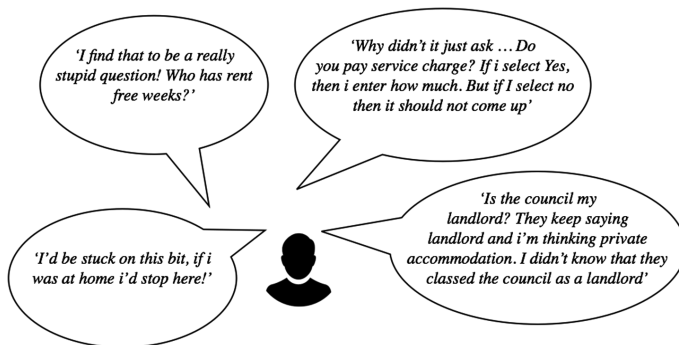 ‘I find that to be a really
stupid question! Who has rent
free weeks?’
‘Why didn’t it just ask … Do
you pay service charge? If i select Yes,
then i enter how much. But if I select no
then it should not come up’
‘I’d be stuck on this bit, if i
was at home i’d stop here!’
‘Is the council my
landlord? They keep saying
landlord and i’m thinking private
accommodation. I didn’t know that they
classed the council as a landlord’